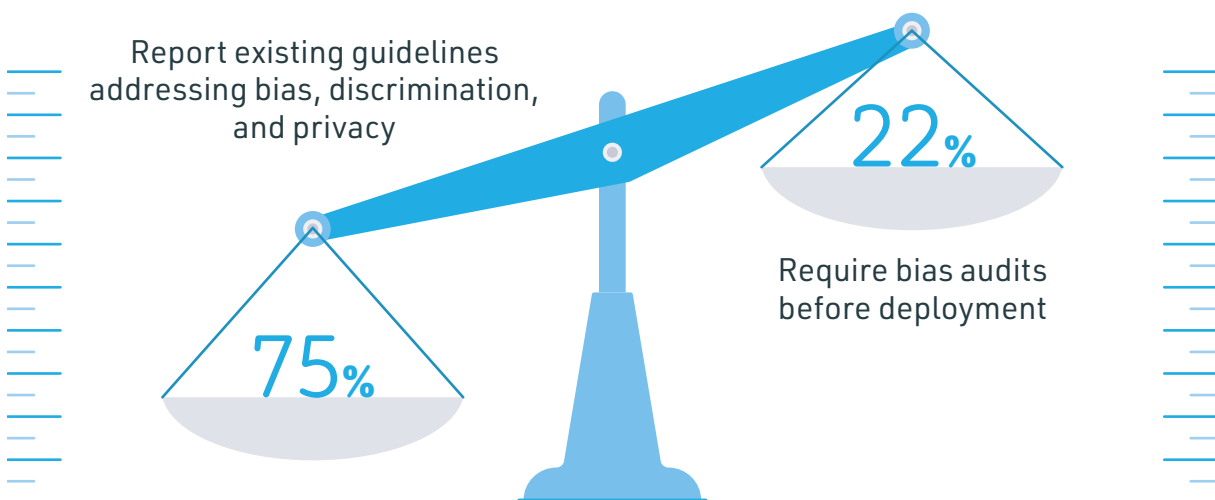 Report existing guidelines
addressing bias, discrimination,
and privacy
75%
22%
Require bias audits
before deployment